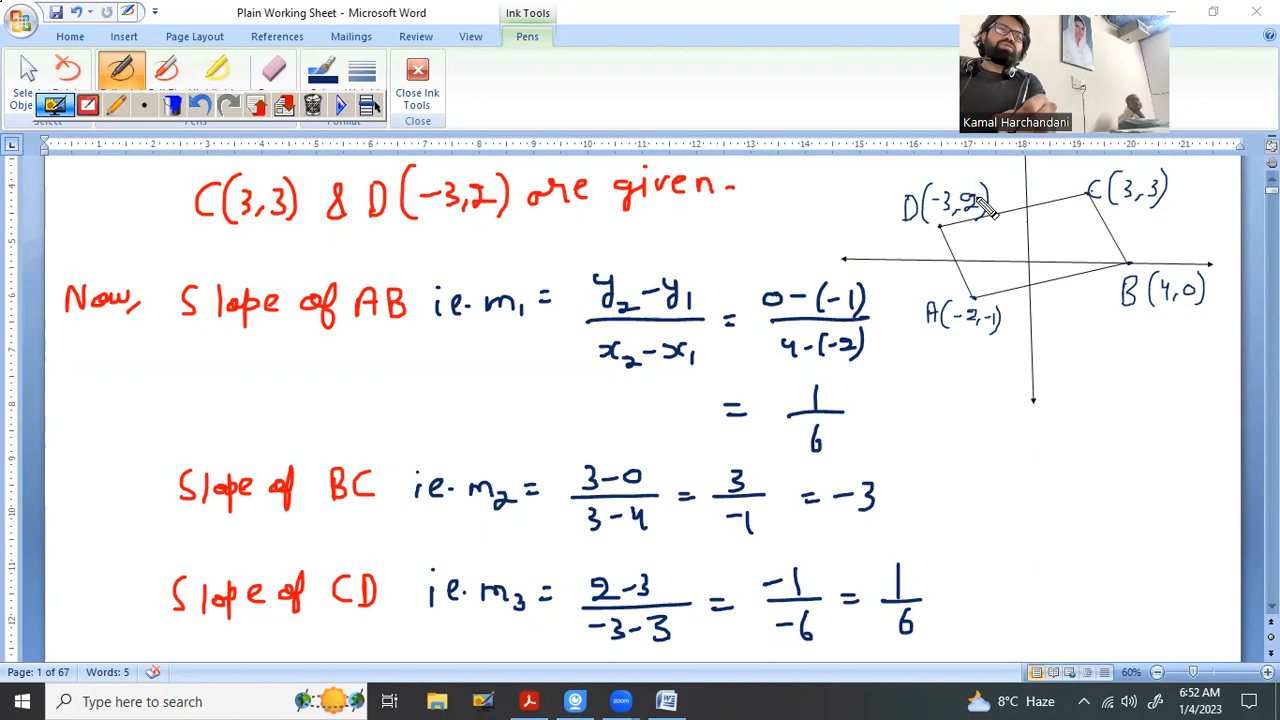 Plain Working Sheet - Microsoft Word
Ink Tools
Home Insert Page Layout References Mailings Review View Pens
Close Ink Tools
Close
Kamal Harchandani
C(3,3) & D(-3,2) are given.
D(-3,2)
C(3,3)
B(4,0)
A(-2,-1)
Now, Slope of AB ie. m₁ = y₂-y₁/x₂-x₁ = 0-(-1)/4-(-2)
= 1/6
Slope of BC ie. m₂ = 3-0/3-4 = 3/-1 = -3
Slope of CD ie. m₃ = 2-3/-3-3 = -1/-6 = 1/6
Page: 1 of 67 Words: 5 60%
Type here to search
8°C Haze
6:52 AM
1/4/2023